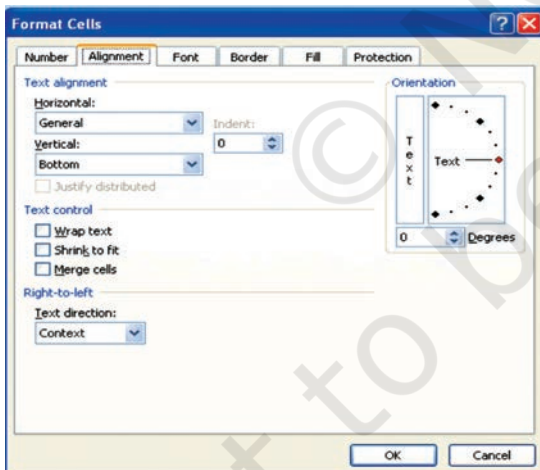 Format Cells
Number Alignment Font Border Fill Protection
Text alignment
Horizontal:
General
Indent:
Vertical:
0
Bottom
Justify distributed
Text control
Wrap text
Shrink to fit
Merge cells
Right-to-left
Text direction:
Context
Orientation
Text
Text
0 Degrees
OK Cancel